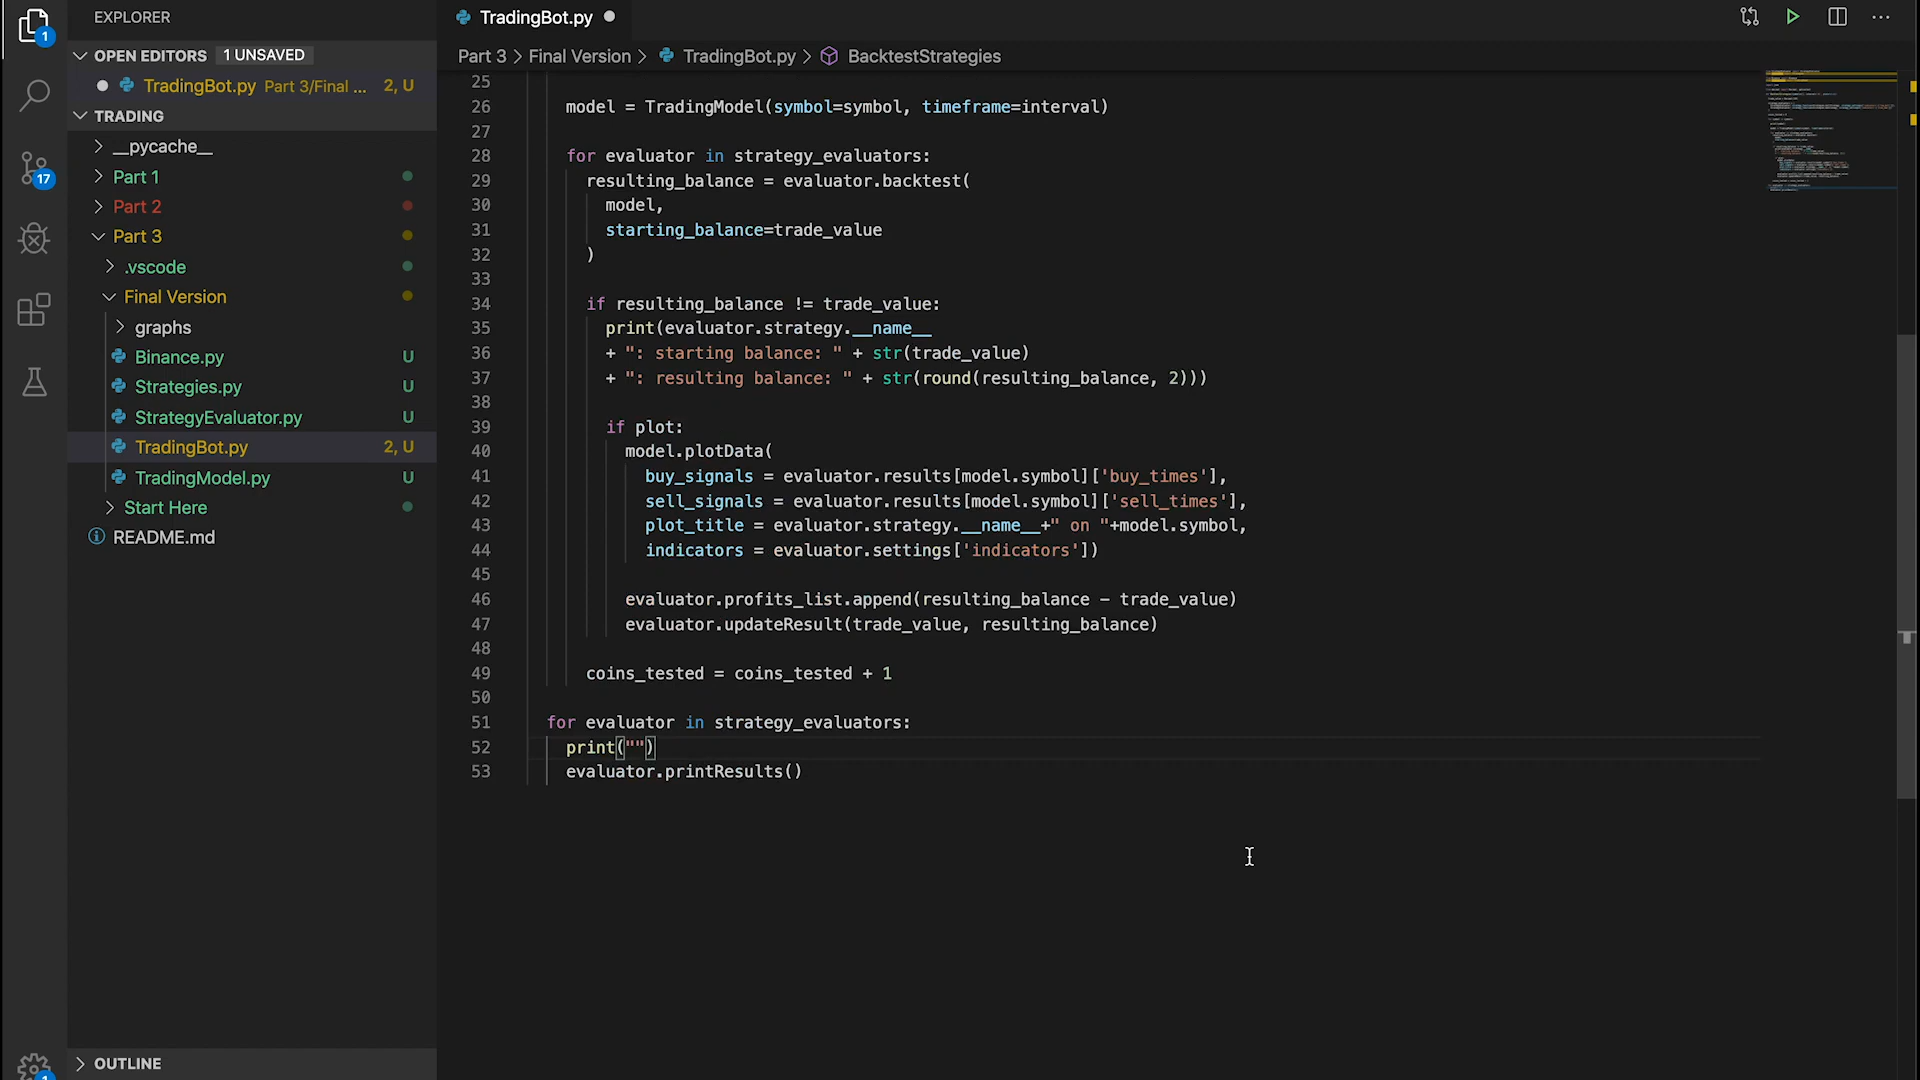 EXPLORER
OPEN EDITORS 1 UNSAVED
TradingBot.py Part 3/Final ... 2, U
TRADING
__pycache__
Part 1
Part 2
Part 3
.vscode
Final Version
graphs
Binance.py U
Strategies.py U
StrategyEvaluator.py U
TradingBot.py 2, U
TradingModel.py U
Start Here
README.md
OUTLINE
1
17
1
TradingBot.py
Part 3 > Final Version > TradingBot.py > BacktestStrategies
25
26 model = TradingModel(symbol=symbol, timeframe=interval)
27
28 for evaluator in strategy_evaluators:
29 resulting_balance = evaluator.backtest(
30 model,
31 starting_balance=trade_value
32 )
33
34 if resulting_balance != trade_value:
35 print(evaluator.strategy.__name__
36 + ": starting balance: " + str(trade_value)
37 + ": resulting balance: " + str(round(resulting_balance, 2)))
38
39 if plot:
40 model.plotData(
41 buy_signals = evaluator.results[model.symbol]['buy_times'],
42 sell_signals = evaluator.results[model.symbol]['sell_times'],
43 plot_title = evaluator.strategy.__name__+" on "+model.symbol,
44 indicators = evaluator.settings['indicators'])
45
46 evaluator.profits_list.append(resulting_balance - trade_value)
47 evaluator.updateResult(trade_value, resulting_balance)
48
49 coins_tested = coins_tested + 1
50
51 for evaluator in strategy_evaluators:
52 print("")
53 evaluator.printResults()